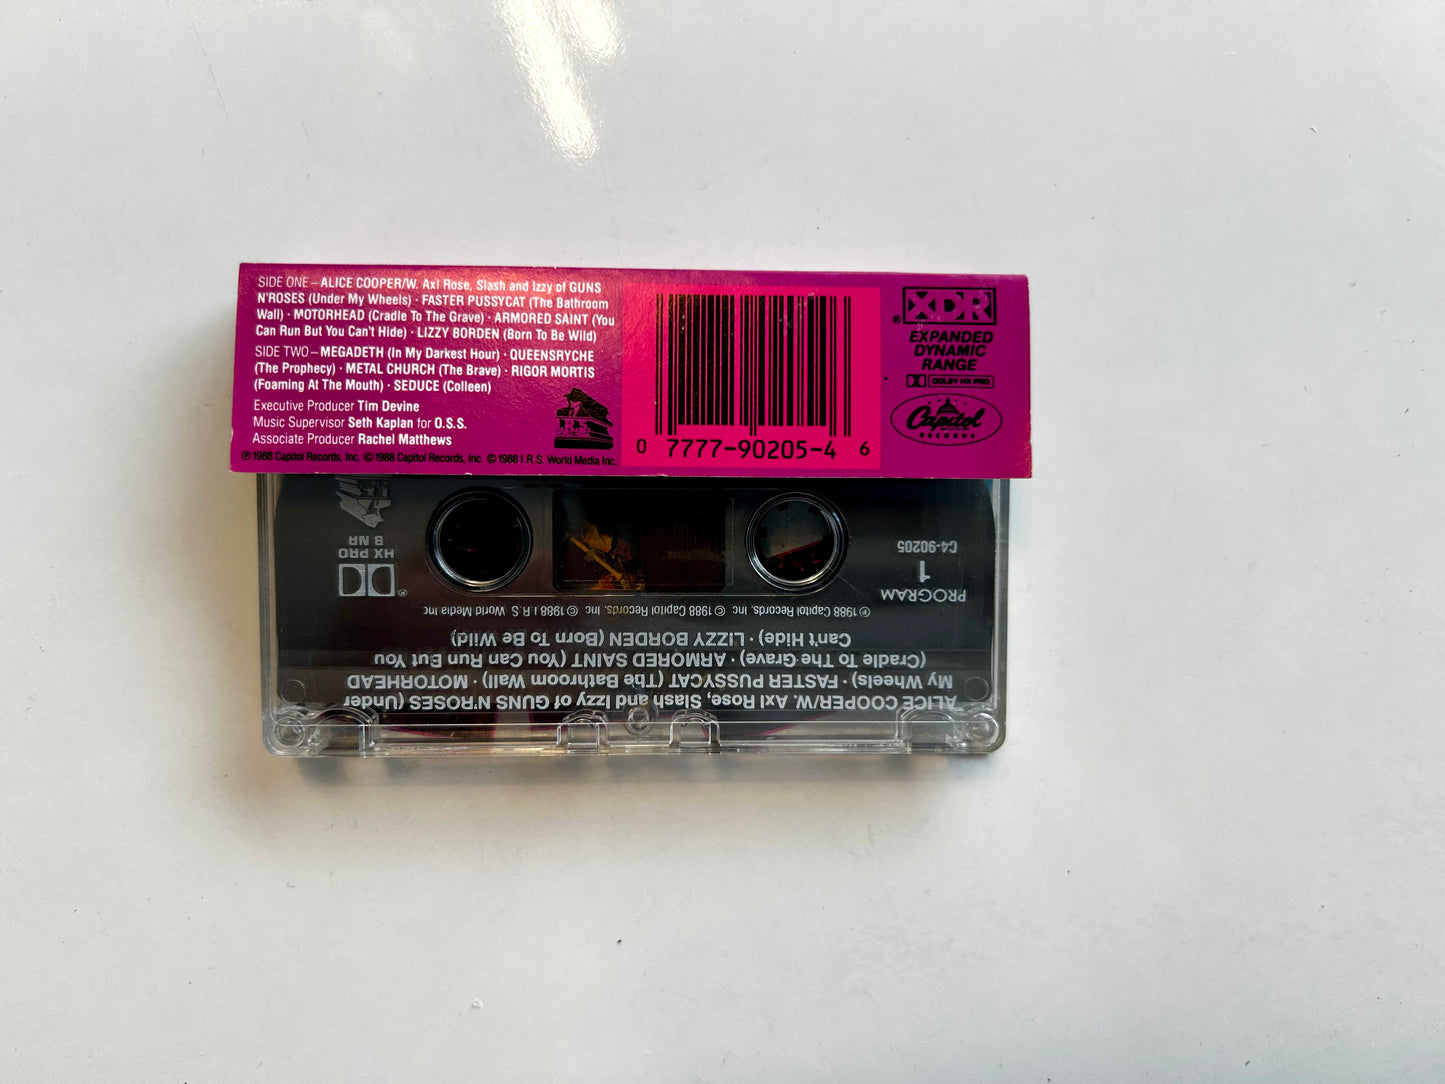 SIDE ONE – ALICE COOPER/W. Axl Rose, Slash and Izzy of GUNS
N'ROSES (Under My Wheels) · FASTER PUSSYCAT (The Bathroom
Wall) · MOTORHEAD (Cradle To The Grave) · ARMORED SAINT (You
Can Run But You Can't Hide) · LIZZY BORDEN (Born To Be Wild)
SIDE TWO – MEGADETH (In My Darkest Hour) · QUEENSRYCHE
(The Prophecy) · METAL CHURCH (The Brave) · RIGOR MORTIS
(Foaming At The Mouth) · SEDUCE (Colleen)
Executive Producer Tim Devine
Music Supervisor Seth Kaplan for O.S.S.
Associate Producer Rachel Matthews
℗ 1988 Capitol Records, Inc. © 1988 Capitol Records, Inc. © 1988 I.R.S. World Media Inc.
I.R.S.
0 7777-90205-4 6
XDR®
EXPANDED
DYNAMIC
RANGE
DOLBY HX PRO
Capitol
RECORDS
ALICE COOPER/W. Axl Rose, Slash and Izzy of GUNS N'ROSES (Under
My Wheels) · FASTER PUSSYCAT (The Bathroom Wall) · MOTORHEAD
(Cradle To The Grave) · ARMORED SAINT (You Can Run But You
Can't Hide) · LIZZY BORDEN (Born To Be Wild)
℗ 1988 Capitol Records, Inc © 1988 Capitol Records, Inc © 1988 I.R.S. World Media Inc
PROGRAM
1
C4-90205
®
HX PRO
B NR